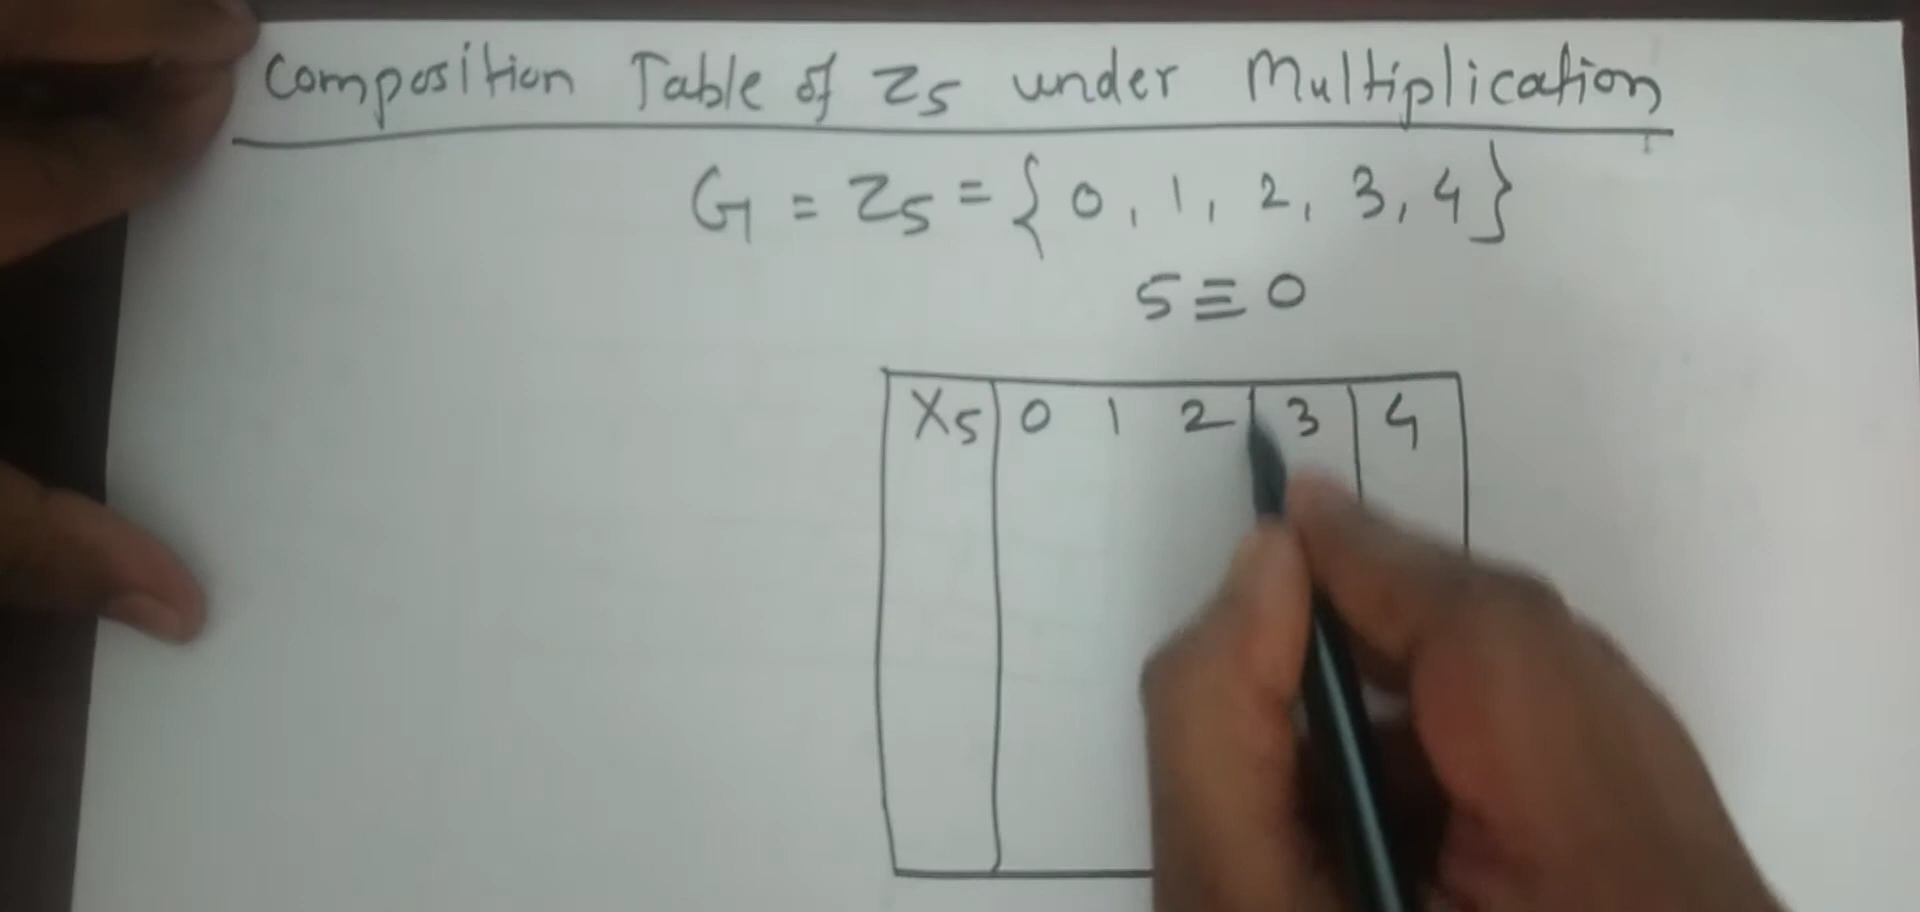 Composition Table of Z5 under Multiplication
G = Z5 = {0, 1, 2, 3, 4}
5 ≡ 0
X5 0 1 2 3 4